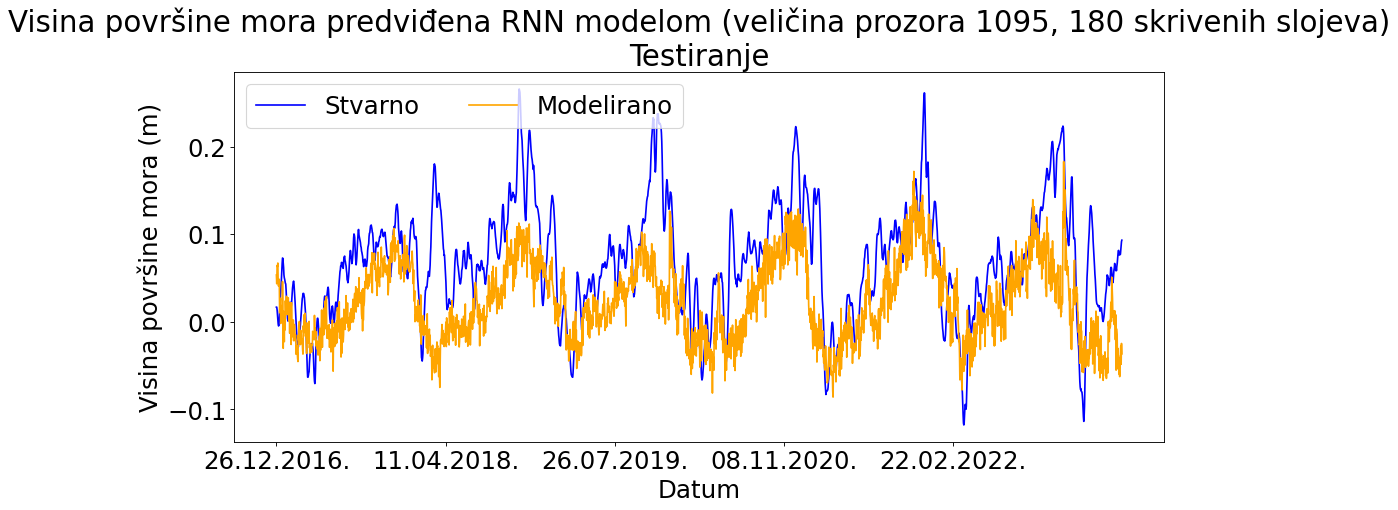 Visina površine mora predviđena RNN modelom (veličina prozora 1095, 180 skrivenih slojeva)
Testiranje
Stvarno
Modelirano
Visina površine mora (m)
0.2
0.1
0.0
−0.1
26.12.2016.
11.04.2018.
26.07.2019.
08.11.2020.
22.02.2022.
Datum